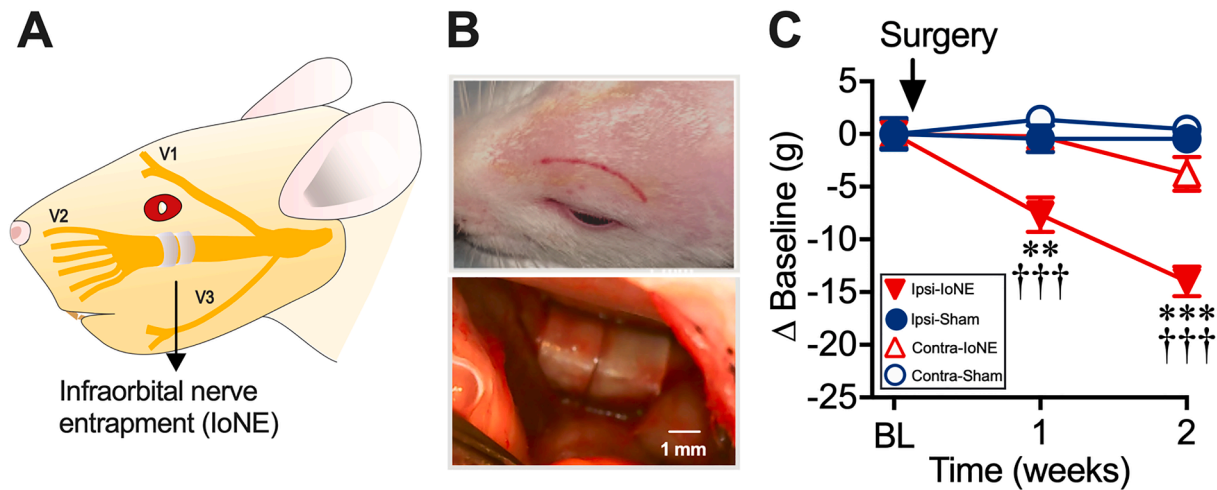 A
V1
V2
V3
Infraorbital nerve
entrapment (IoNE)
B
1 mm
C
Surgery
Δ Baseline (g)
5
0
-5
-10
-15
-20
-25
**
†††
***
†††
Ipsi-IoNE
Ipsi-Sham
Contra-IoNE
Contra-Sham
BL
1
2
Time (weeks)